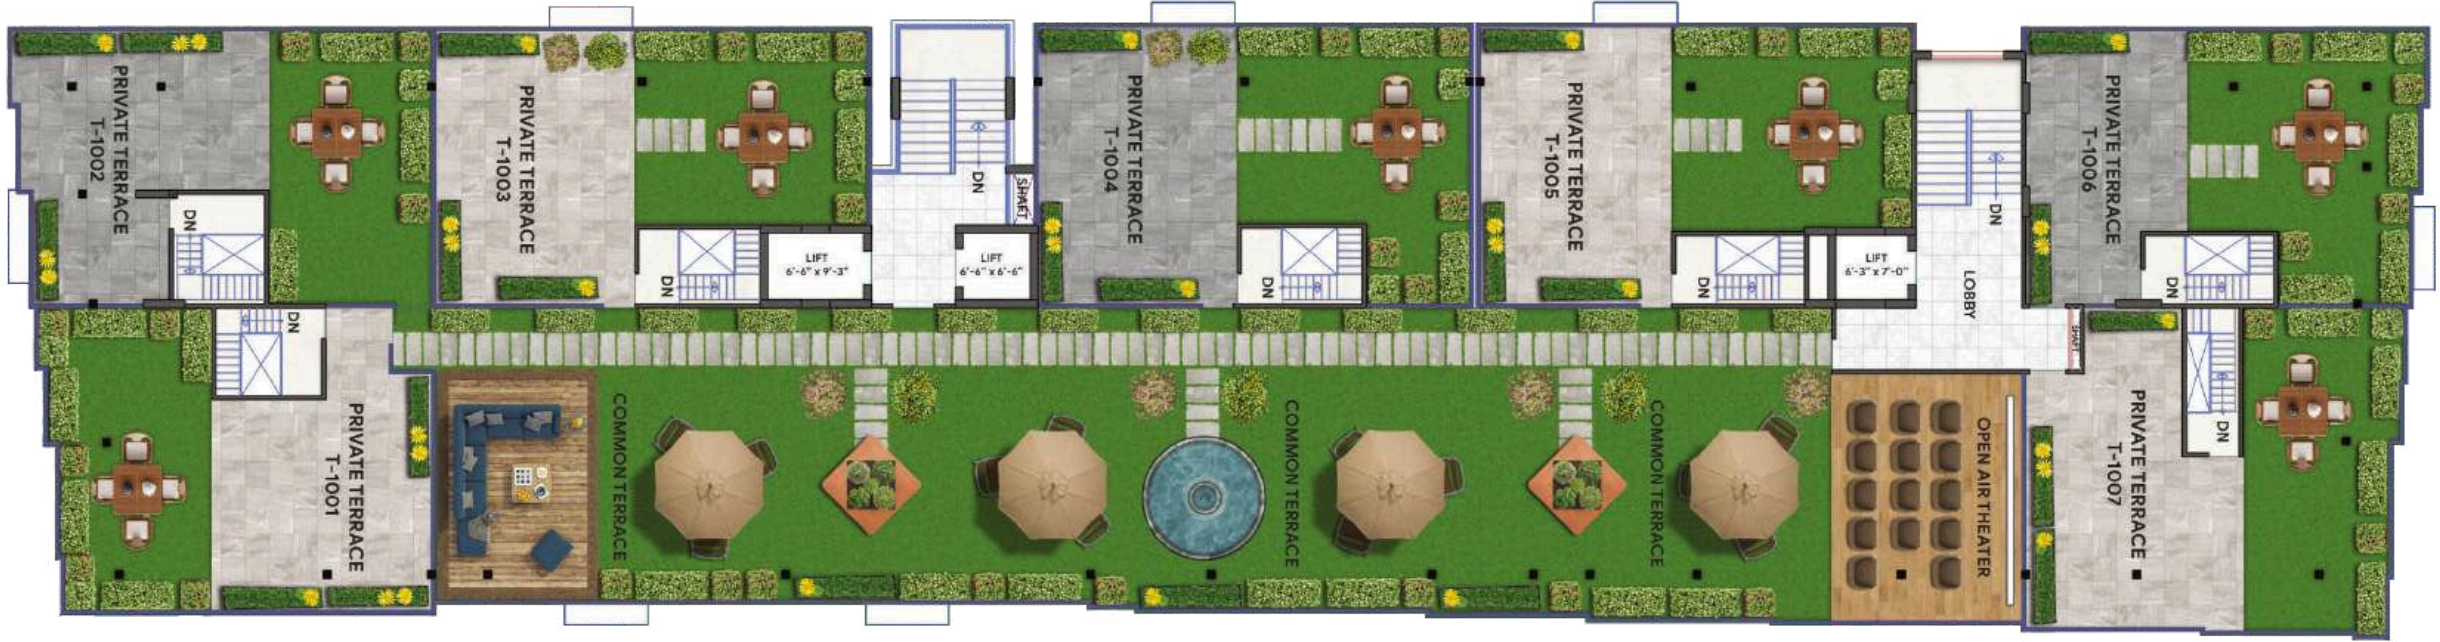 PRIVATE TERRACE
T-1002
DN
PRIVATE TERRACE
T-1003
DN
LIFT
6'-6" x 9'-3"
DN
SHAFT
LIFT
6'-6" x 6'-6"
PRIVATE TERRACE
T-1004
DN
PRIVATE TERRACE
T-1005
DN
LIFT
6'-3" x 7'-0"
DN
LOBBY
SHAFT
PRIVATE TERRACE
T-1006
DN
DN
PRIVATE TERRACE
T-1001
COMMON TERRACE
COMMON TERRACE
COMMON TERRACE
OPEN AIR THEATER
PRIVATE TERRACE
T-1007
DN